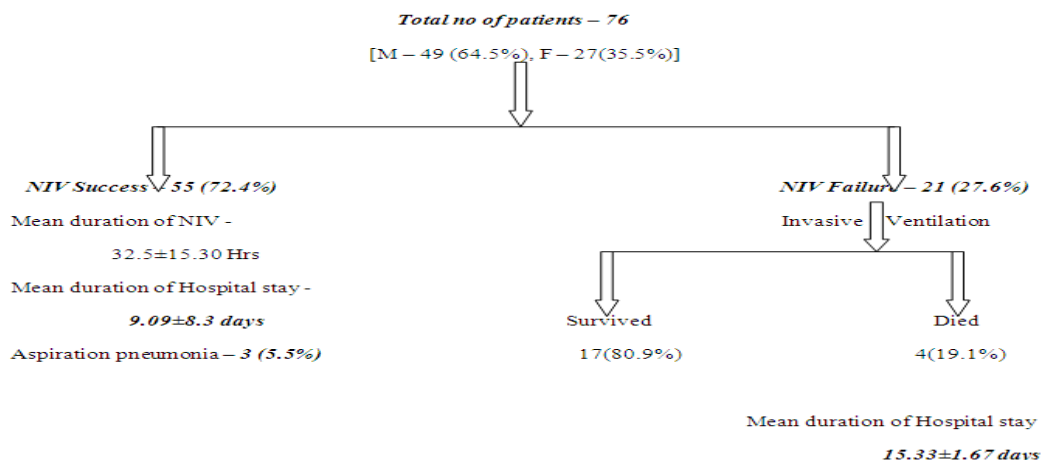 Total no of patients – 76
[M – 49 (64.5%), F – 27(35.5%)]
NIV Success – 55 (72.4%)
Mean duration of NIV -
32.5±15.30 Hrs
Mean duration of Hospital stay -
9.09±8.3 days
Aspiration pneumonia – 3 (5.5%)
NIV Failure – 21 (27.6%)
Invasive Ventilation
Survived
17(80.9%)
Died
4(19.1%)
Mean duration of Hospital stay
15.33±1.67 days